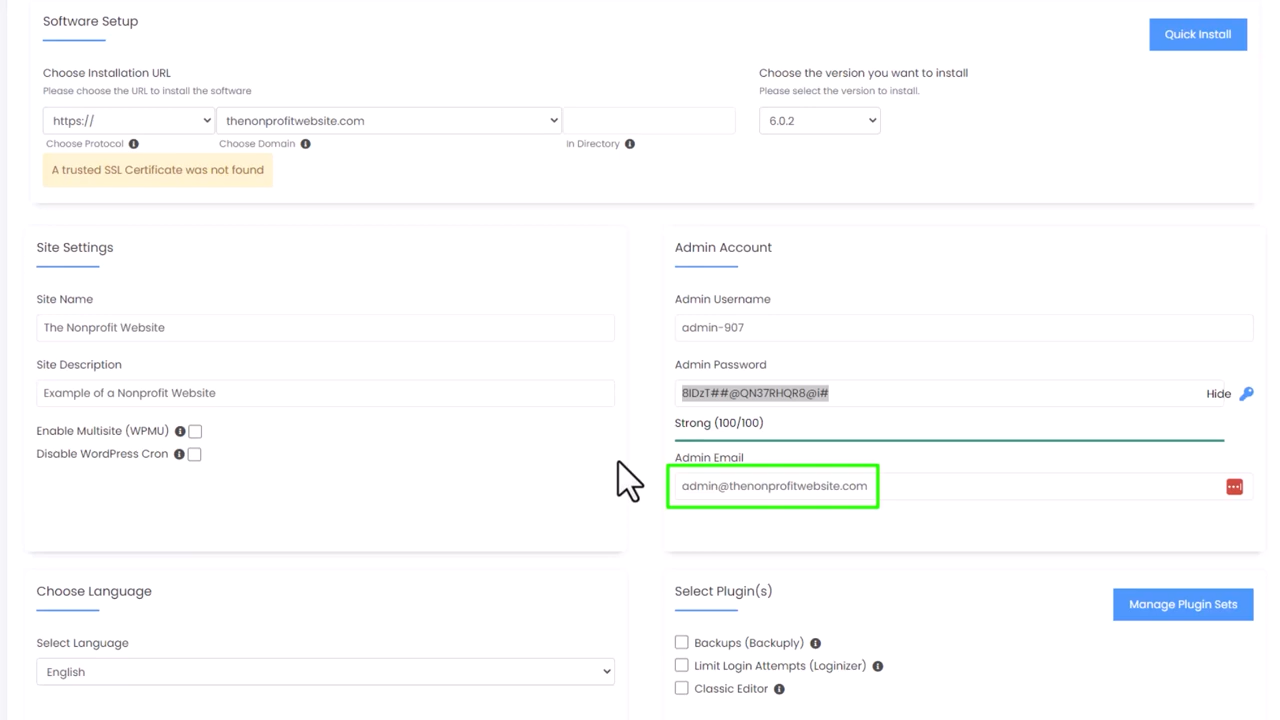 Software Setup
Quick Install
Choose Installation URL
Please choose the URL to install the software
https://
thenonprofitwebsite.com
Choose Protocol
Choose Domain
In Directory
A trusted SSL Certificate was not found
Choose the version you want to install
Please select the version to install.
6.0.2
Site Settings
Site Name
The Nonprofit Website
Site Description
Example of a Nonprofit Website
Enable Multisite (WPMU)
Disable WordPress Cron
Admin Account
Admin Username
admin-907
Admin Password
8IDzT##@QN37RHQR8@i#
Hide
Strong (100/100)
Admin Email
admin@thenonprofitwebsite.com
Choose Language
Select Language
English
Select Plugin(s)
Manage Plugin Sets
Backups (Backuply)
Limit Login Attempts (Loginizer)
Classic Editor